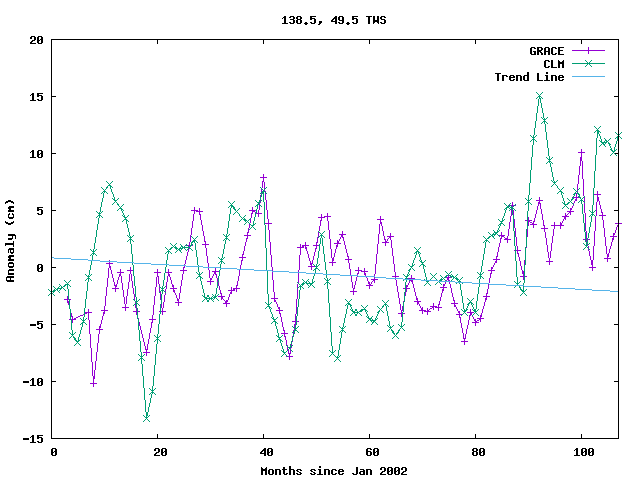 138.5, 49.5 TWS
GRACE
CLM
Trend Line
20
15
10
5
0
-5
-10
-15
Anomaly (cm)
0 20 40 60 80 100
Months since Jan 2002